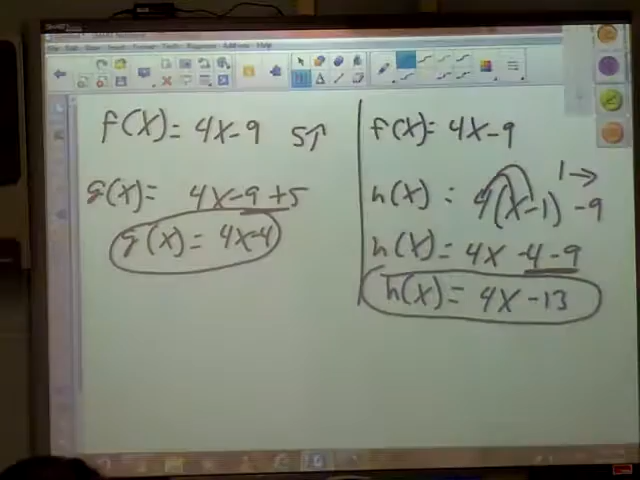 f(x) = 4x - 9 5↑
g(x) = 4x - 9 + 5
g(x) = 4x - 4
f(x) = 4x - 9
1 →
h(x) = 4(x - 1) - 9
h(x) = 4x - 4 - 9
h(x) = 4x - 13